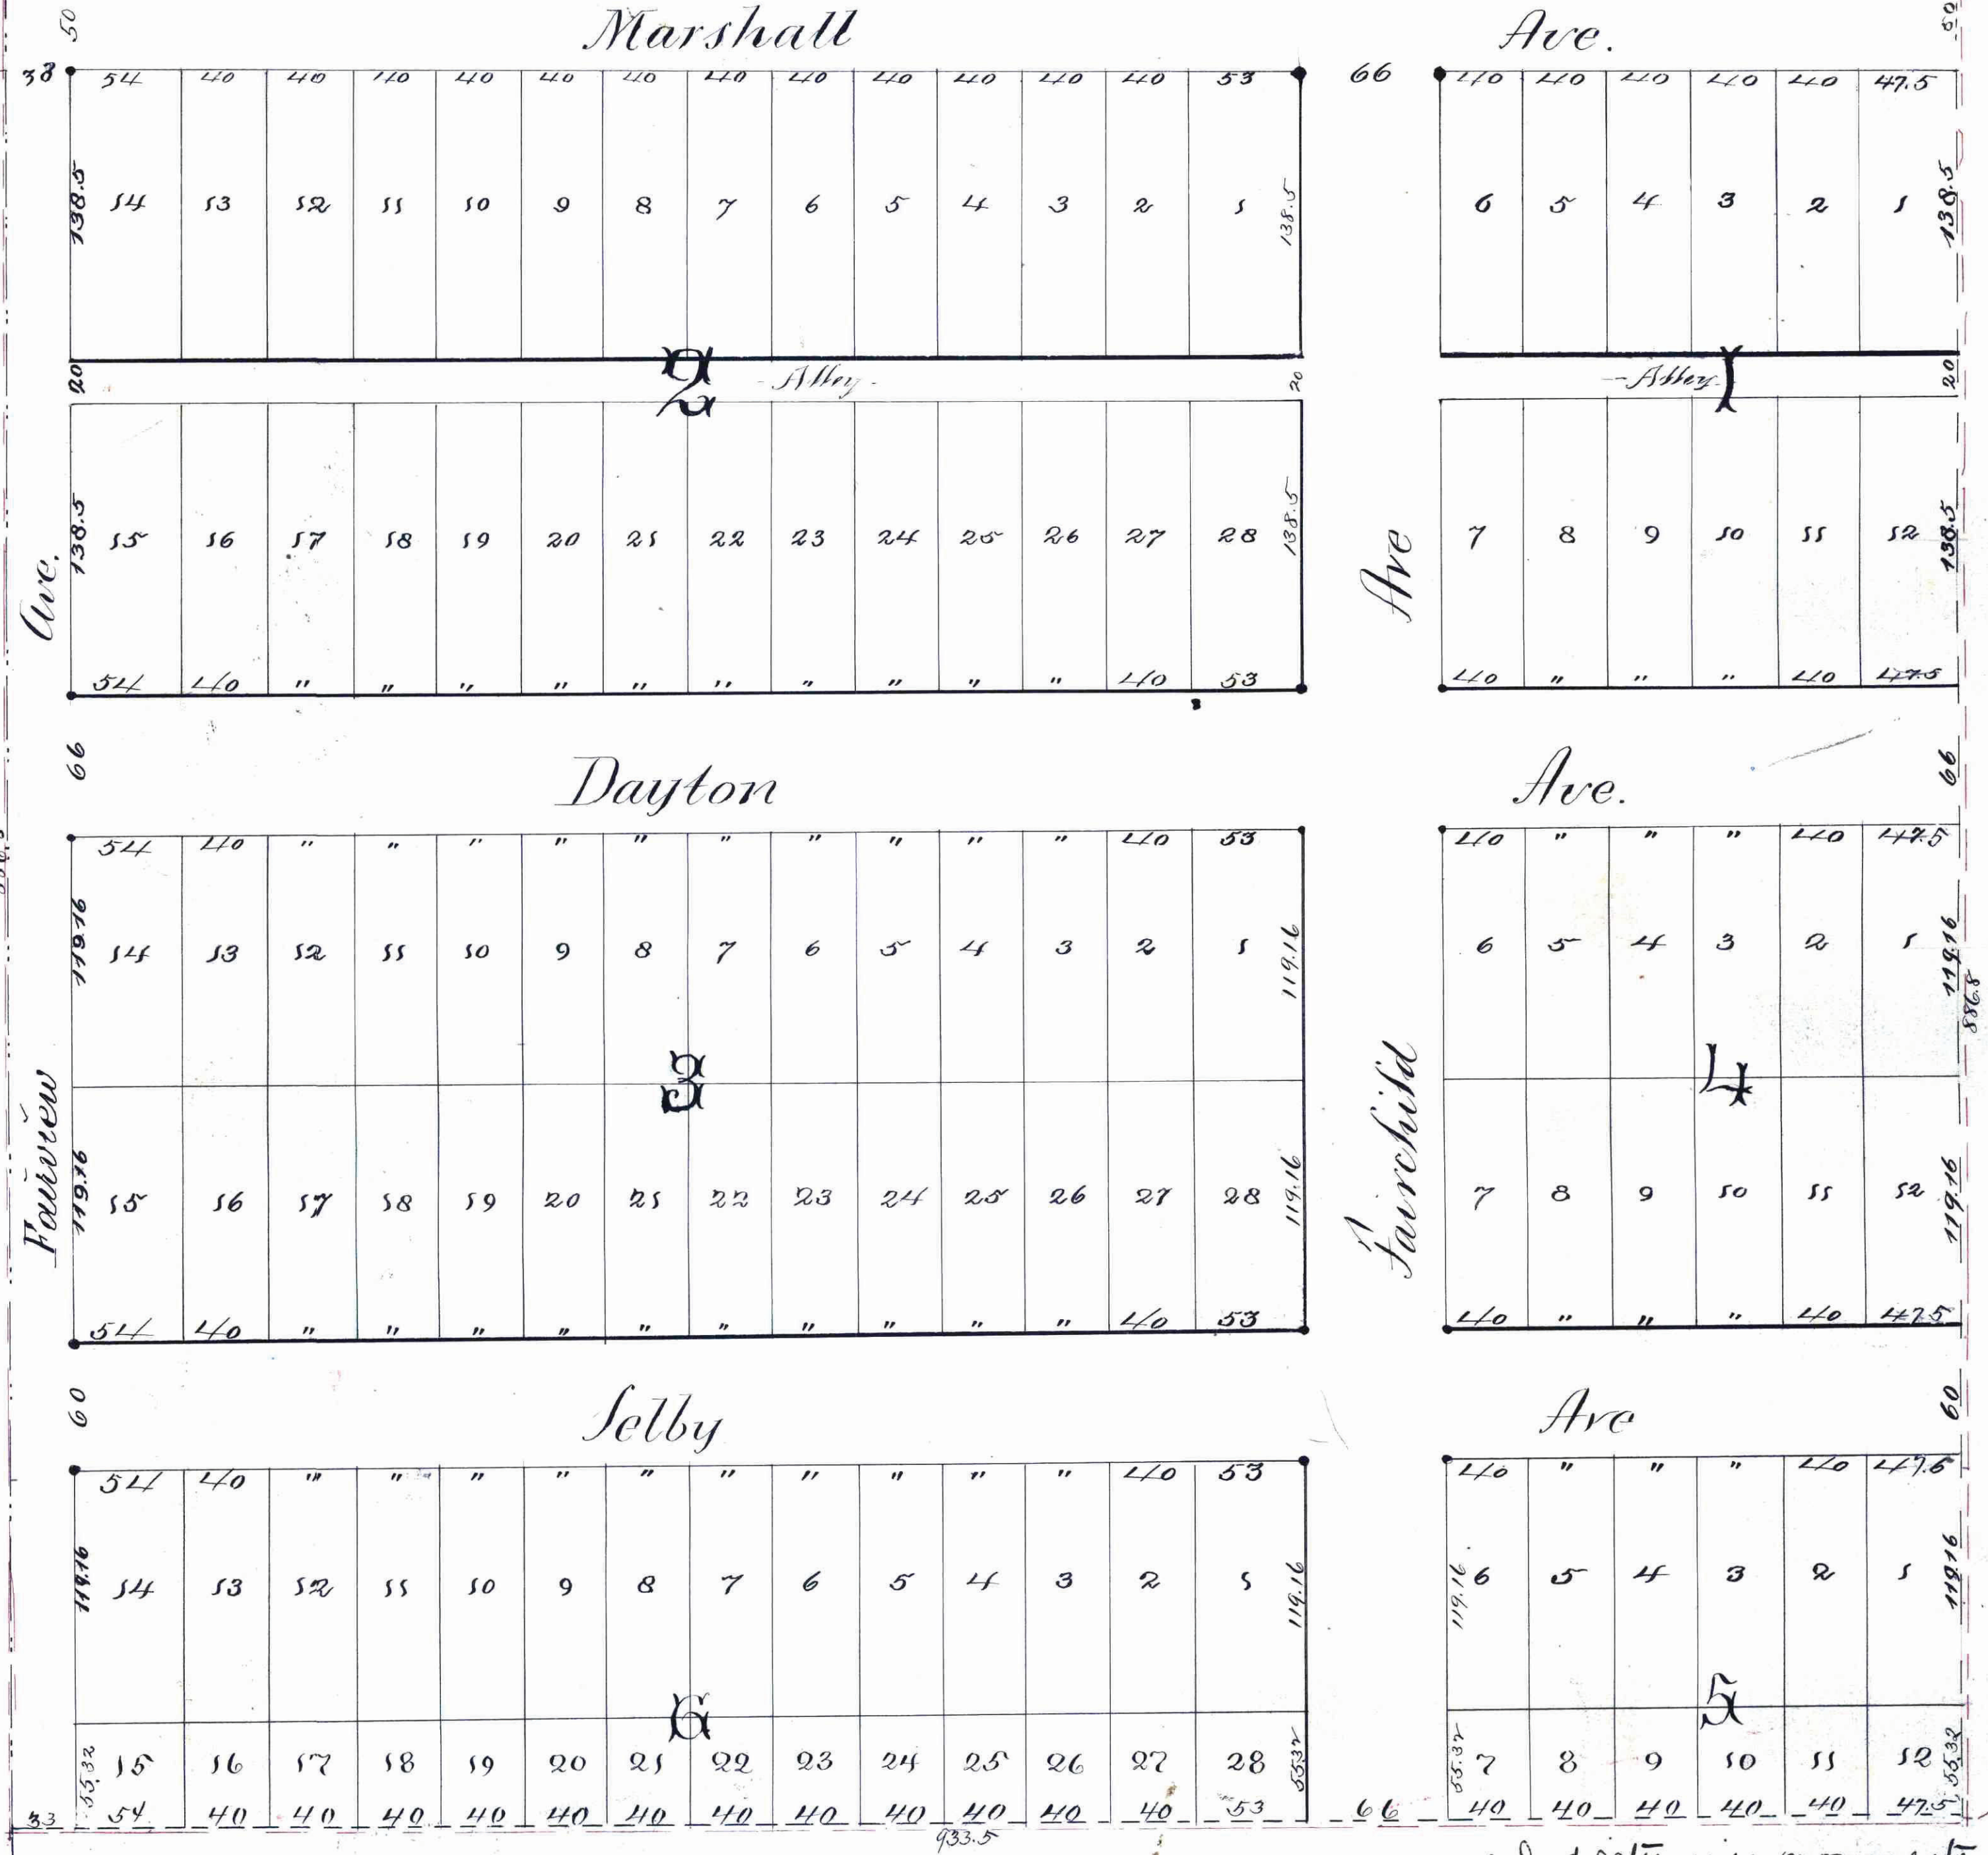 50 Marshall Ave. 50
38 54 40 40 40 40 40 40 40 40 40 40 40 40 53 66 40 40 40 40 40 47.5
138.5 14 13 12 11 10 9 8 7 6 5 4 3 2 1 138.5 6 5 4 3 2 1 138.5
20 2 - Alley - 20 - Alley - 1 20
138.5 15 16 17 18 19 20 21 22 23 24 25 26 27 28 138.5 7 8 9 10 11 12 138.5
Ave. Ave
54 40 " " " " " " " " " " 40 53 40 " " " 40 47.5
66 Dayton Ave. 66
54 40 " " " " " " " " " " 40 53 40 " " " 40 47.5
119.16 14 13 12 11 10 9 8 7 6 5 4 3 2 1 119.16 6 5 4 3 2 1 119.16
886.8
3 4
Fairview Fairchild
119.16 15 16 17 18 19 20 21 22 23 24 25 26 27 28 119.16 7 8 9 10 11 12 119.16
54 40 " " " " " " " " " " 40 53 40 " " " 40 47.5
60 Selby Ave 60
54 40 " " " " " " " " " " 40 53 40 " " " 40 47.5
119.16 14 13 12 11 10 9 8 7 6 5 4 3 2 1 119.16 119.16 6 5 4 3 2 1 119.16
6 5
55.32 15 16 17 18 19 20 21 22 23 24 25 26 27 28 55.32 55.32 7 8 9 10 11 12 55.32
33 54 40 40 40 40 40 40 40 40 40 40 40 40 53 66 40 40 40 40 40 47.5
933.5